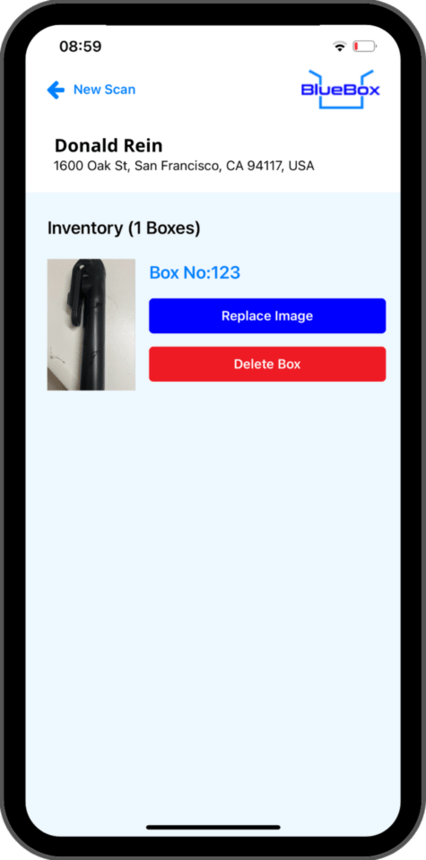 08:59
New Scan
BlueBox
Donald Rein
1600 Oak St, San Francisco, CA 94117, USA
Inventory (1 Boxes)
Box No:123
Replace Image
Delete Box